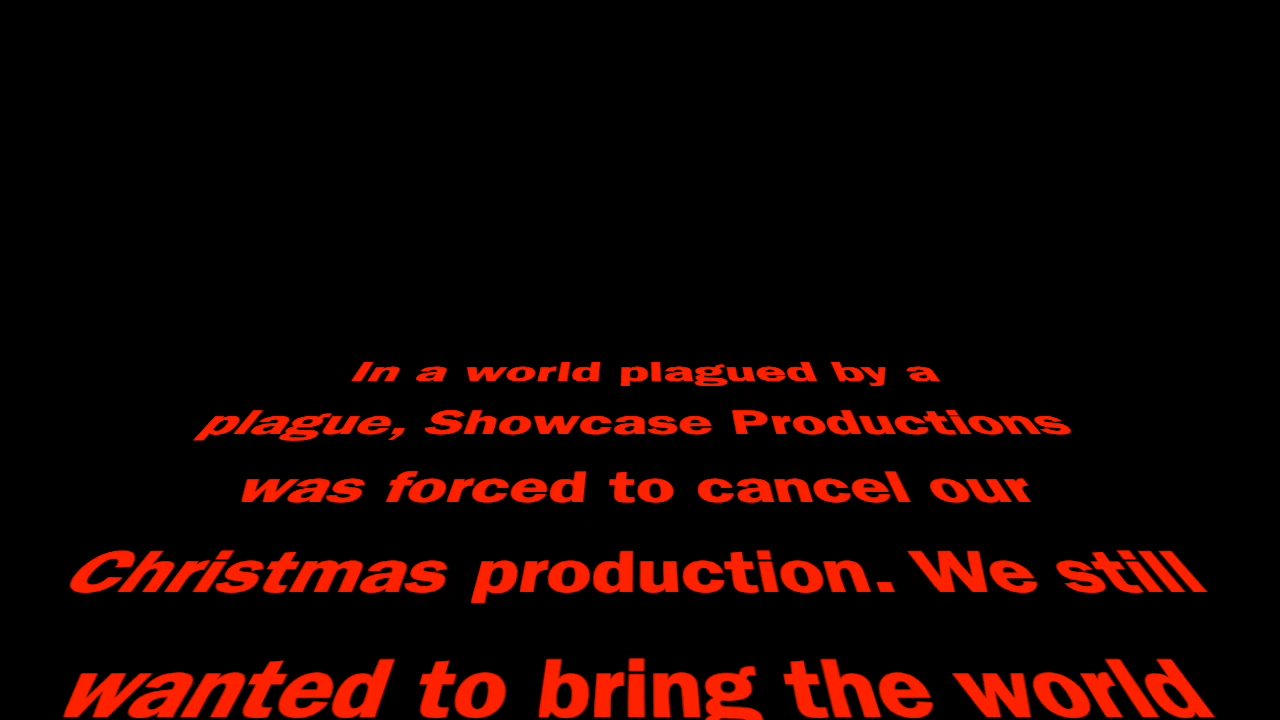 In a world plagued by a
plague, Showcase Productions
was forced to cancel our
Christmas production. We still
wanted to bring the world